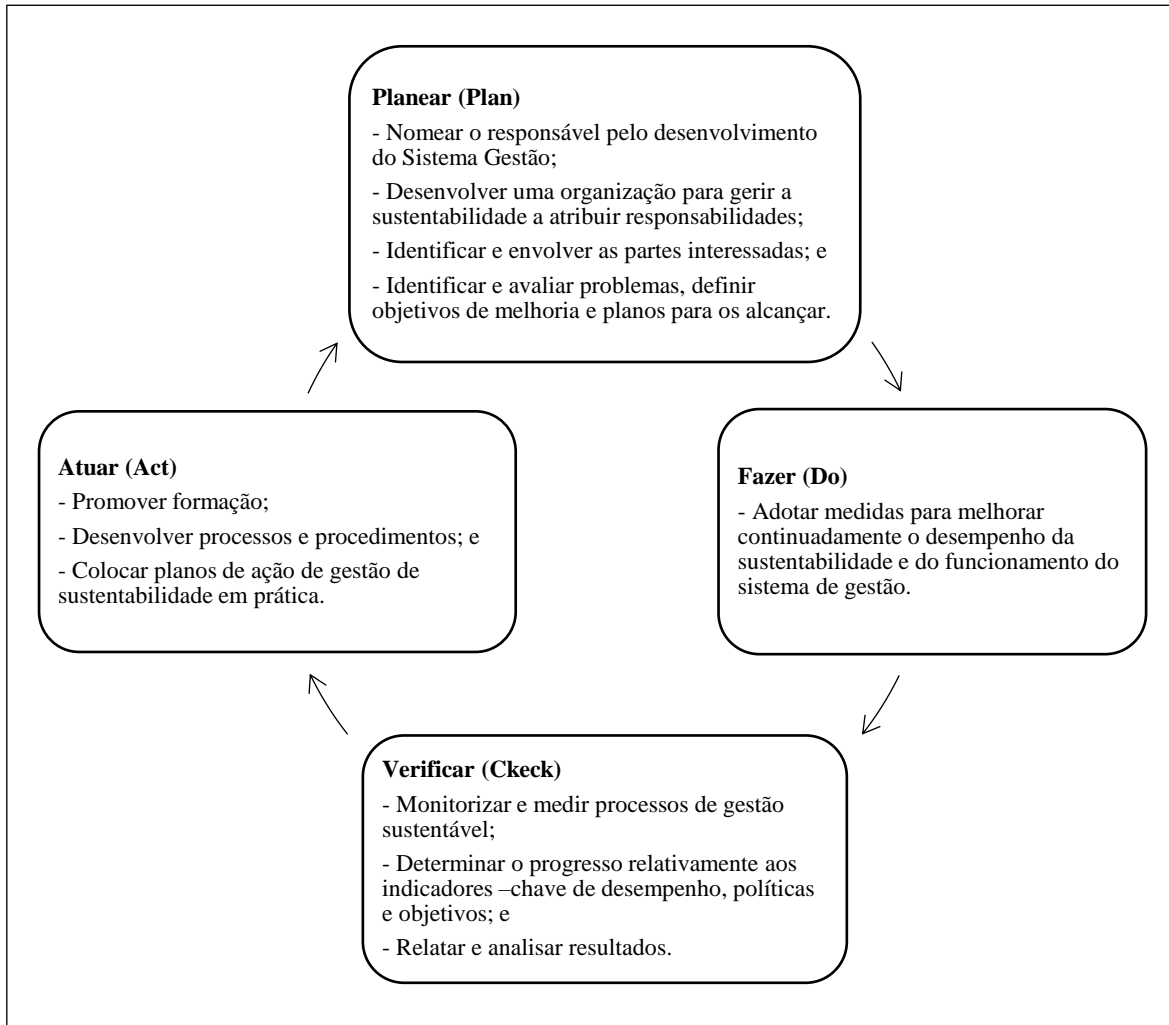 Planear (Plan)
- Nomear o responsável pelo desenvolvimento
do Sistema Gestão;
- Desenvolver uma organização para gerir a
sustentabilidade a atribuir responsabilidades;
- Identificar e envolver as partes interessadas; e
- Identificar e avaliar problemas, definir
objetivos de melhoria e planos para os alcançar.
Fazer (Do)
- Adotar medidas para melhorar
continuadamente o desempenho da
sustentabilidade e do funcionamento do
sistema de gestão.
Verificar (Ckeck)
- Monitorizar e medir processos de gestão
sustentável;
- Determinar o progresso relativamente aos
indicadores –chave de desempenho, políticas
e objetivos; e
- Relatar e analisar resultados.
Atuar (Act)
- Promover formação;
- Desenvolver processos e procedimentos; e
- Colocar planos de ação de gestão de
sustentabilidade em prática.